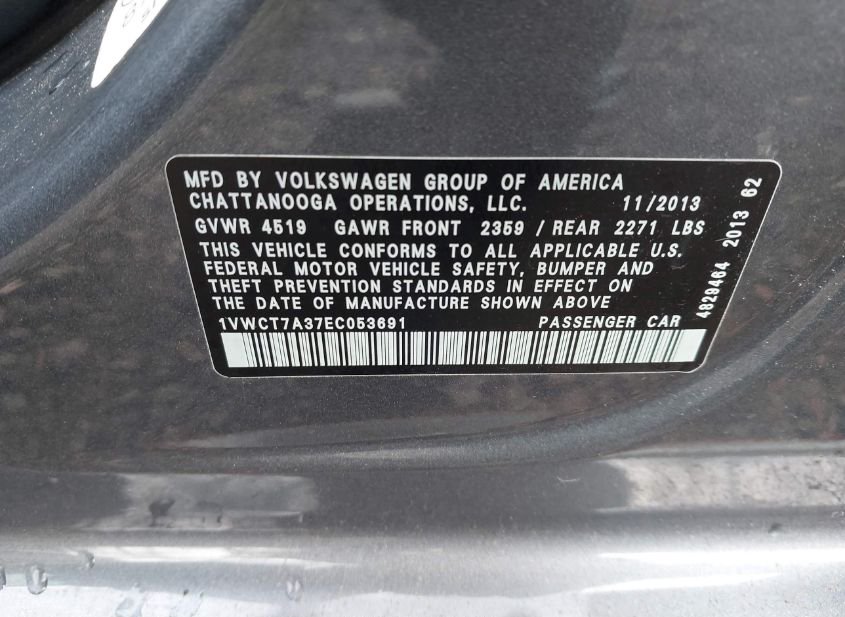 MFD BY VOLKSWAGEN GROUP OF AMERICA
CHATTANOOGA OPERATIONS, LLC. 11/2013
GVWR 4519 GAWR FRONT 2359 / REAR 2271 LBS
THIS VEHICLE CONFORMS TO ALL APPLICABLE U.S.
FEDERAL MOTOR VEHICLE SAFETY, BUMPER AND
THEFT PREVENTION STANDARDS IN EFFECT ON
THE DATE OF MANUFACTURE SHOWN ABOVE
1VWCT7A37EC053691 PASSENGER CAR
4829464 2013 62